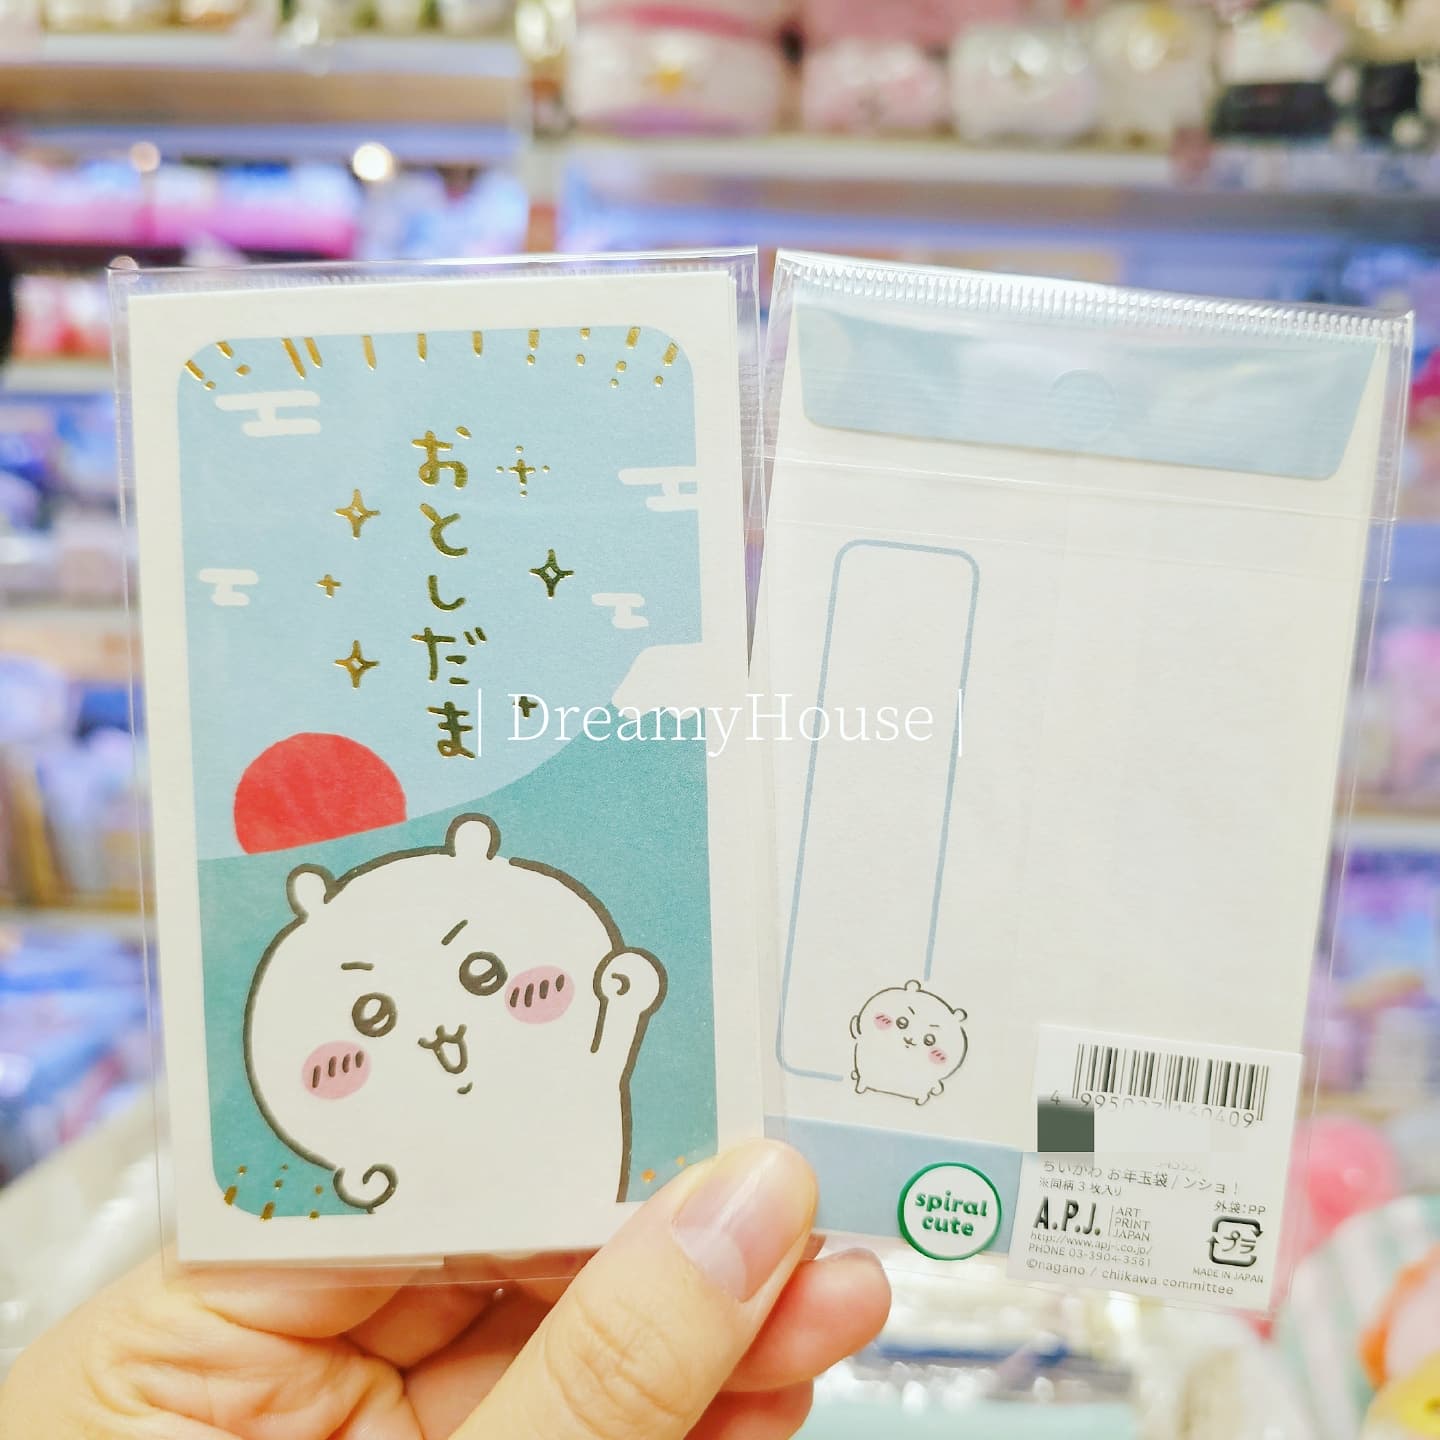 おとしだま
| DreamyHouse |
spiral
cute
ちいかわ お年玉袋 / ンショ!
※同柄3枚入り
外袋:PP
プラ
A.P.J.
ART
PRINT
JAPAN
http://www.apj-i.co.jp/
PHONE 03-3904-3561
MADE IN JAPAN
©nagano / chiikawa committee